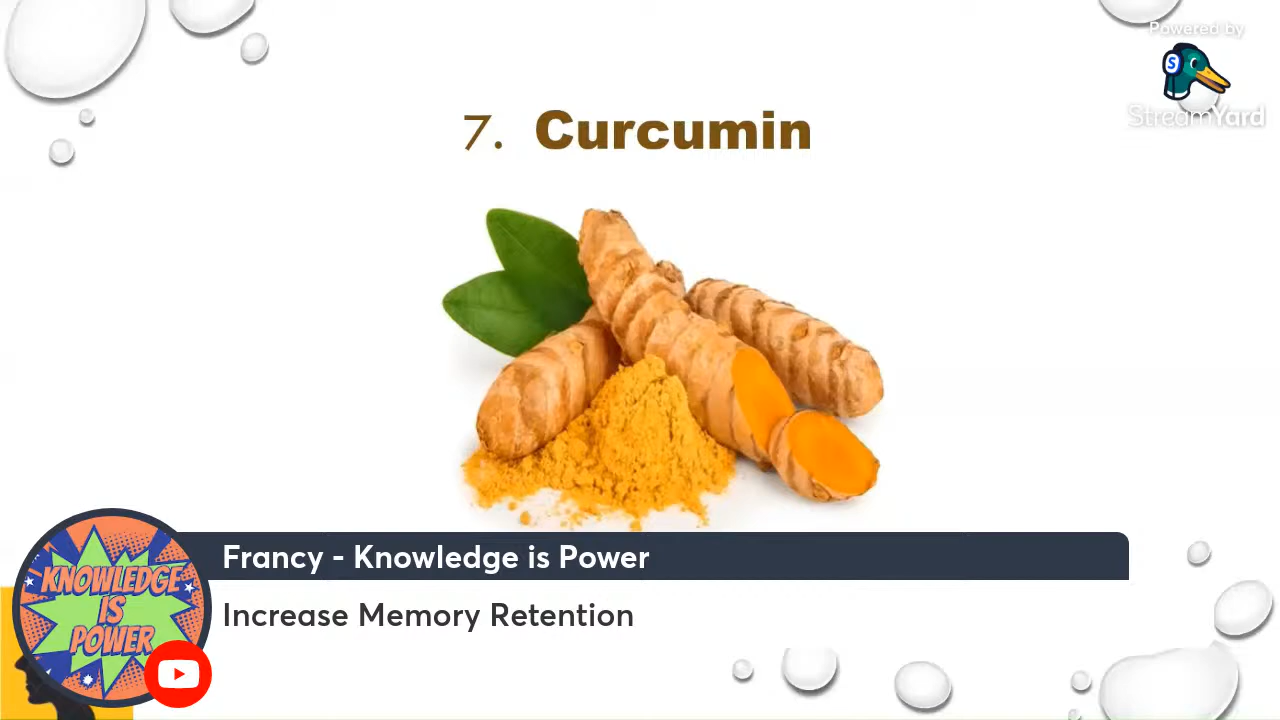 Powered by
StreamYard
7. Curcumin
Francy - Knowledge is Power
Increase Memory Retention
KNOWLEDGE
IS
POWER